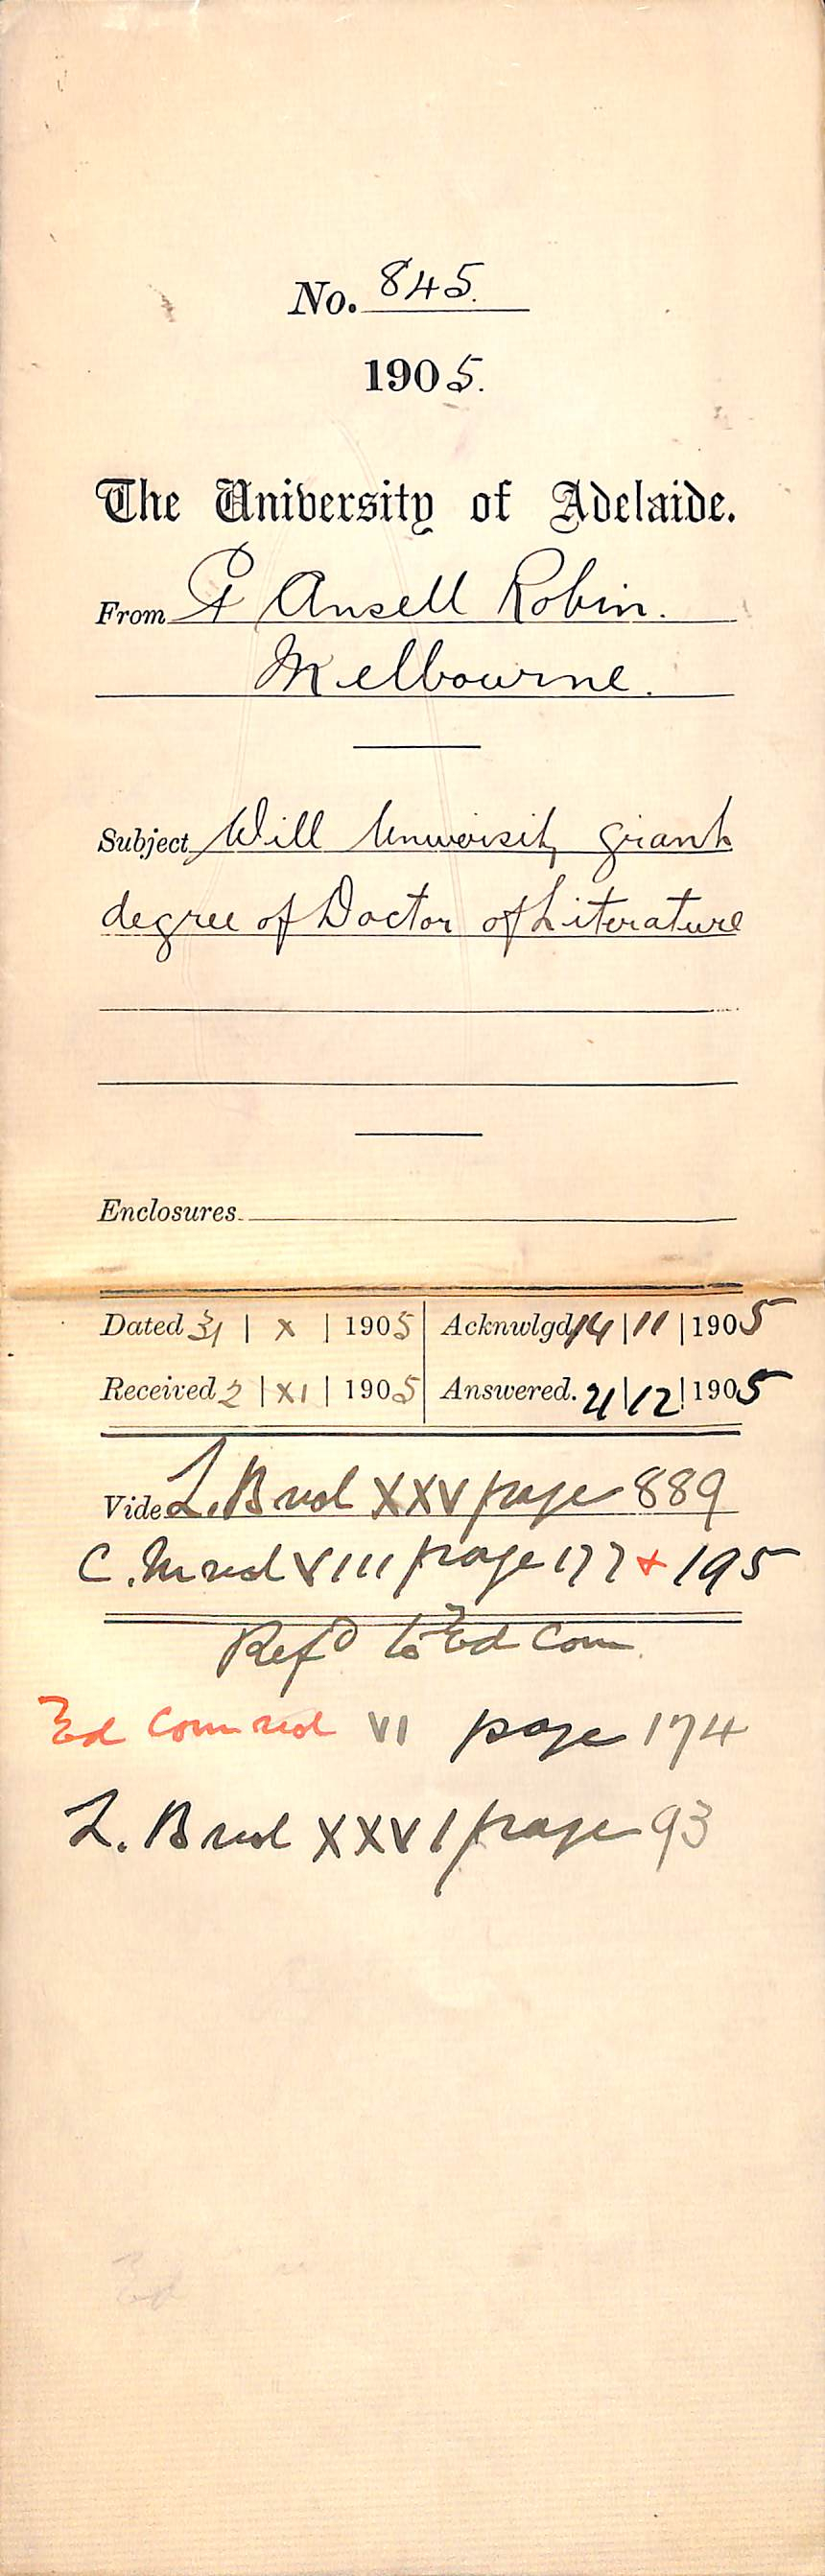 No. 845.
1905.
The University of Adelaide.
From P Ansell Robin.
Melbourne.
Subject Will University grant
degree of Doctor of Literature
Enclosures
Dated 31 | X | 1905 | Acknwlgd 14 | 11 | 1905
Received 2 | XI | 1905 | Answered. 21 | 12 | 1905
Vide L. B vol XXV page 889
C. M vol VIII page 177 + 195
Refd to Ed Com.
Ed Com vol VI page 174
L. B vol XXVI page 93
Ed